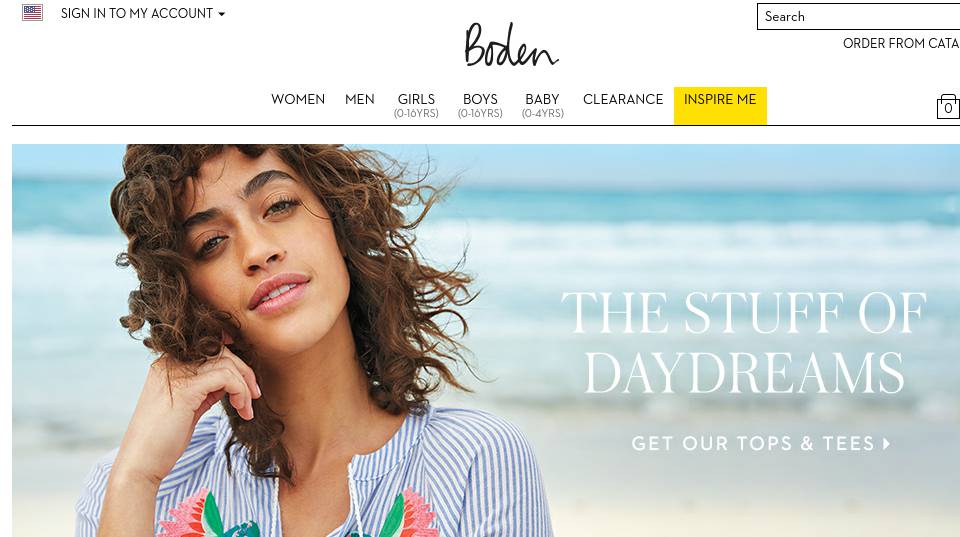 SIGN IN TO MY ACCOUNT
Search
Boden
ORDER FROM CATA
WOMEN MEN GIRLS BOYS BABY CLEARANCE INSPIRE ME
(0-16YRS) (0-16YRS) (0-4YRS)
0
THE STUFF OF
DAYDREAMS
GET OUR TOPS & TEES